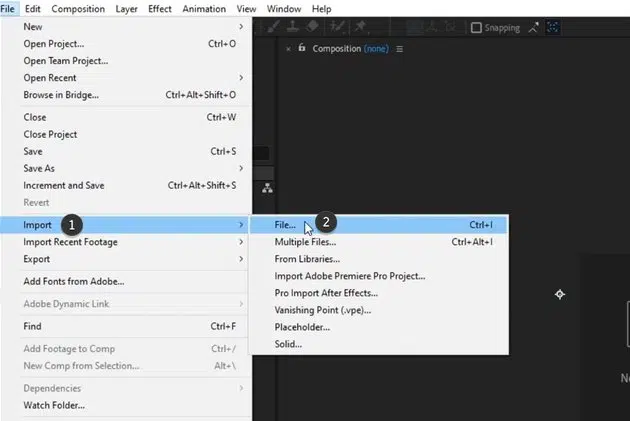 File Edit Composition Layer Effect Animation View Window Help
New
Open Project... Ctrl+O
Open Team Project...
Open Recent
Browse in Bridge... Ctrl+Alt+Shift+O
Close Ctrl+W
Close Project
Save Ctrl+S
Save As
Increment and Save Ctrl+Alt+Shift+S
Revert
Import 1
Import Recent Footage
Export
Add Fonts from Adobe...
Adobe Dynamic Link
Find Ctrl+F
Add Footage to Comp Ctrl+/
New Comp from Selection... Alt+\
Dependencies
Watch Folder...
Snapping
Composition (none)
File... 2 Ctrl+I
Multiple Files... Ctrl+Alt+I
From Libraries...
Import Adobe Premiere Pro Project...
Pro Import After Effects...
Vanishing Point (.vpe)...
Placeholder...
Solid...